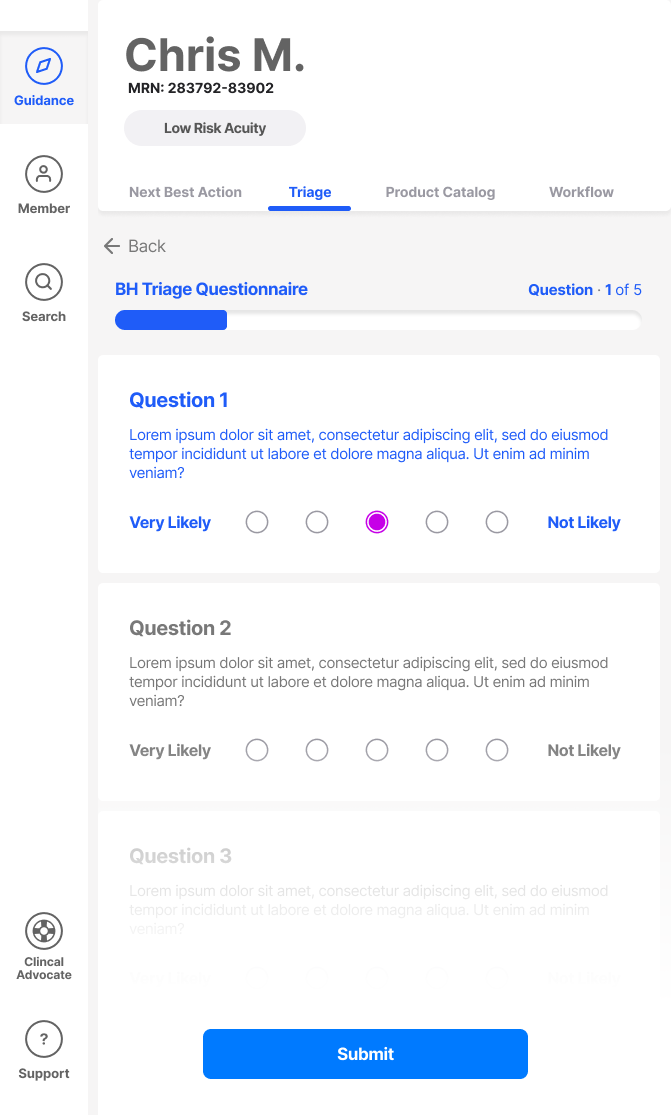 Guidance
Member
Search
Clincal
Advocate
?
Support
Chris M.
MRN: 283792-83902
Low Risk Acuity
Next Best Action Triage Product Catalog Workflow
Back
BH Triage Questionnaire Question · 1 of 5
Question 1
Lorem ipsum dolor sit amet, consectetur adipiscing elit, sed do eiusmod
tempor incididunt ut labore et dolore magna aliqua. Ut enim ad minim
veniam?
Very Likely Not Likely
Question 2
Lorem ipsum dolor sit amet, consectetur adipiscing elit, sed do eiusmod
tempor incididunt ut labore et dolore magna aliqua. Ut enim ad minim
veniam?
Very Likely Not Likely
Question 3
Lorem ipsum dolor sit amet, consectetur adipiscing elit, sed do eiusmod
tempor incididunt ut labore et dolore magna aliqua. Ut enim ad minim
veniam?
Submit